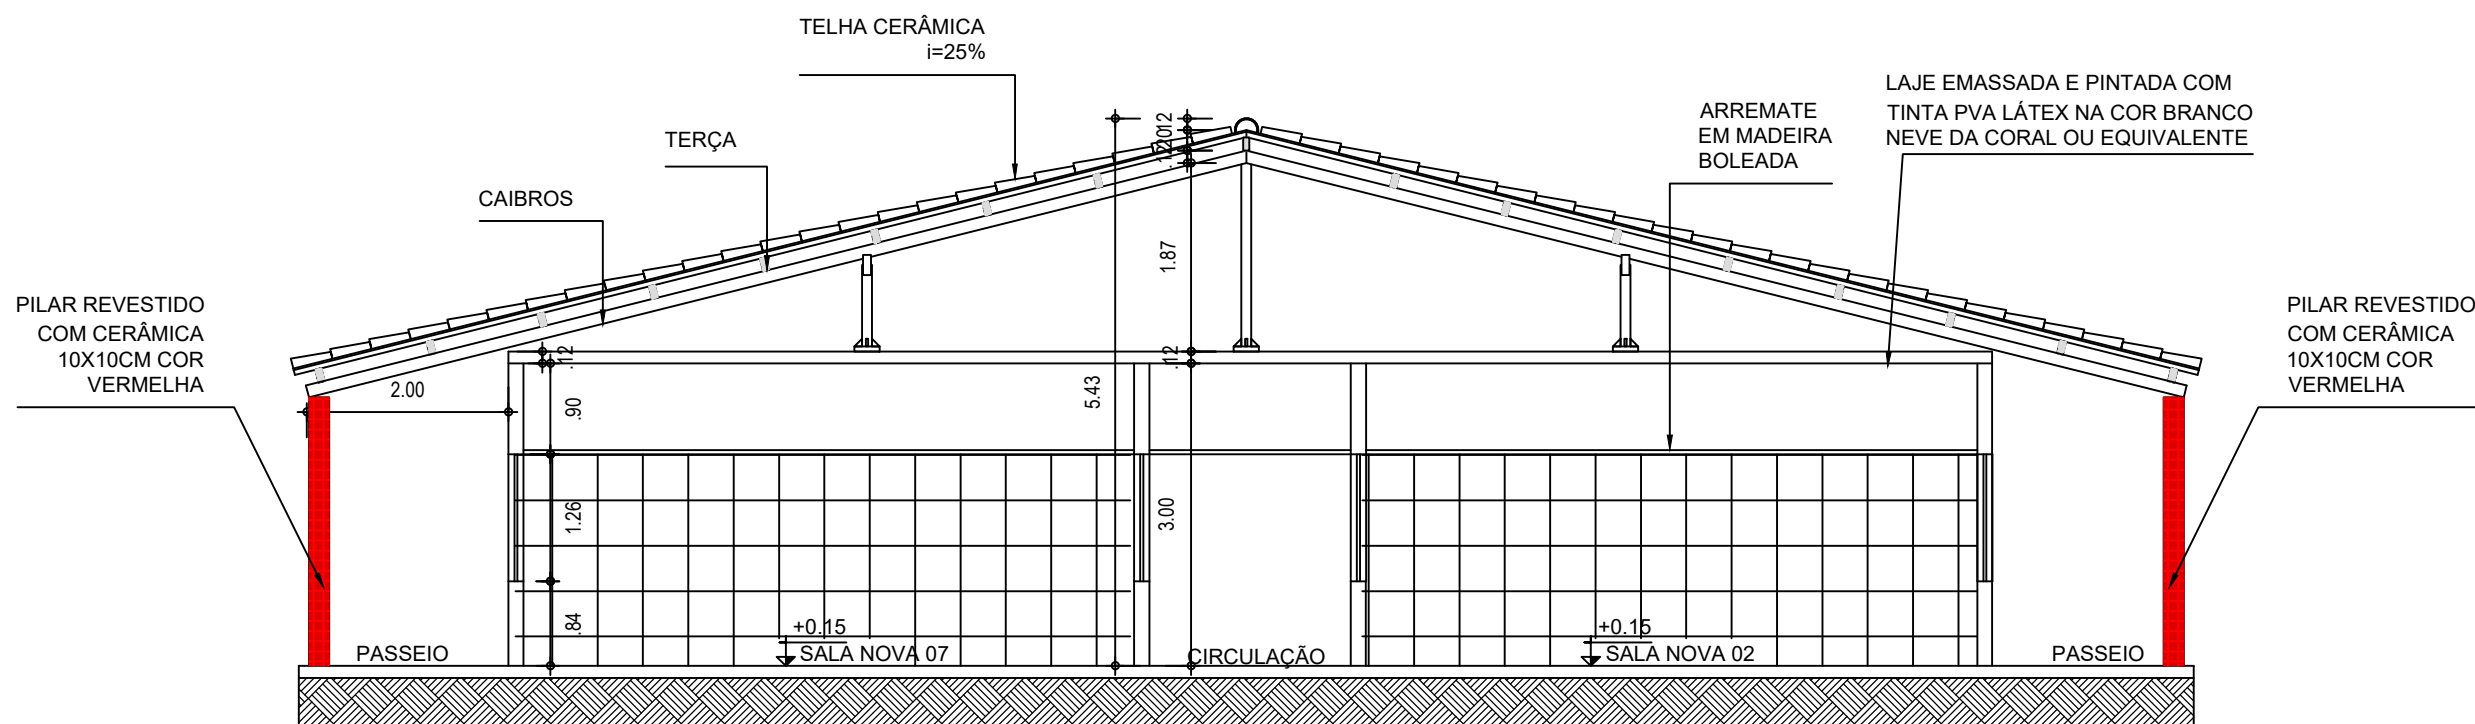 TELHA CERÂMICA
i=25%
LAJE EMASSADA E PINTADA COM
TINTA PVA LÁTEX NA COR BRANCO
NEVE DA CORAL OU EQUIVALENTE
ARREMATE
EM MADEIRA
BOLEADA
TERÇA
CAIBROS
PILAR REVESTIDO
COM CERÂMICA
10X10CM COR
VERMELHA
PILAR REVESTIDO
COM CERÂMICA
10X10CM COR
VERMELHA
.12
.20
.12
1.87
.12
.12
2.00
.90
5.43
1.26
3.00
.84
+0.15
+0.15
PASSEIO
SALA NOVA 07
CIRCULAÇÃO
SALA NOVA 02
PASSEIO